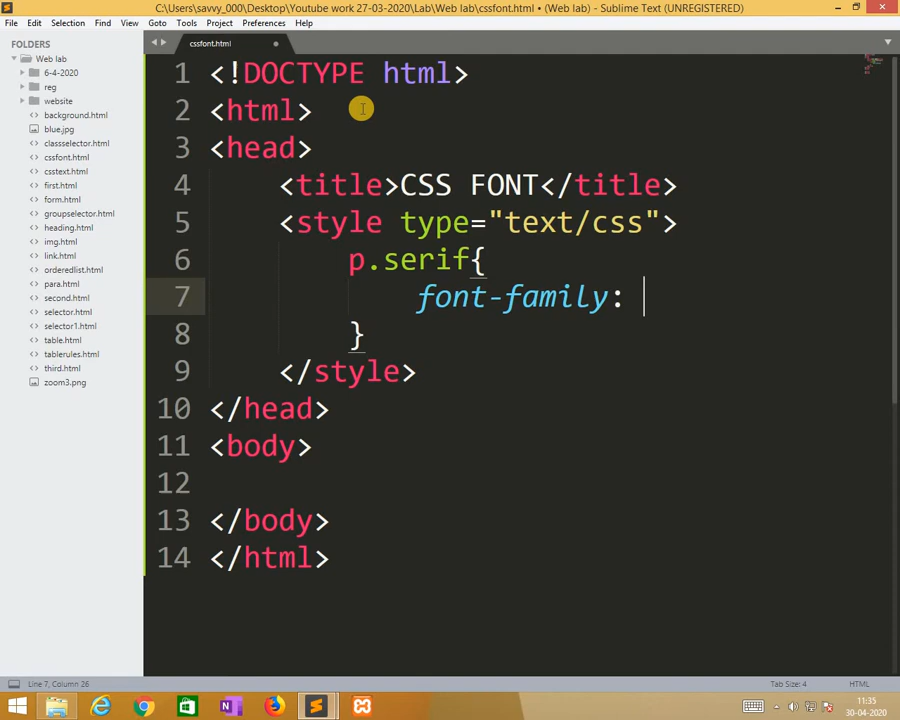 C:\Users\savvy_000\Desktop\Youtube work 27-03-2020\Lab\Web lab\cssfont.html • (Web lab) - Sublime Text (UNREGISTERED)
File Edit Selection Find View Goto Tools Project Preferences Help
FOLDERS
Web lab
6-4-2020
reg
website
background.html
blue.jpg
classselector.html
cssfont.html
csstext.html
first.html
form.html
groupselector.html
heading.html
img.html
link.html
orderedlist.html
para.html
second.html
selector.html
selector1.html
table.html
tablerules.html
third.html
zoom3.png
cssfont.html
1 <!DOCTYPE html>
2 <html>
3 <head>
4 <title>CSS FONT</title>
5 <style type="text/css">
6 p.serif{
7 font-family:
8 }
9 </style>
10 </head>
11 <body>
12
13 </body>
14 </html>
Line 7, Column 26
Tab Size: 4
HTML
11:35
30-04-2020